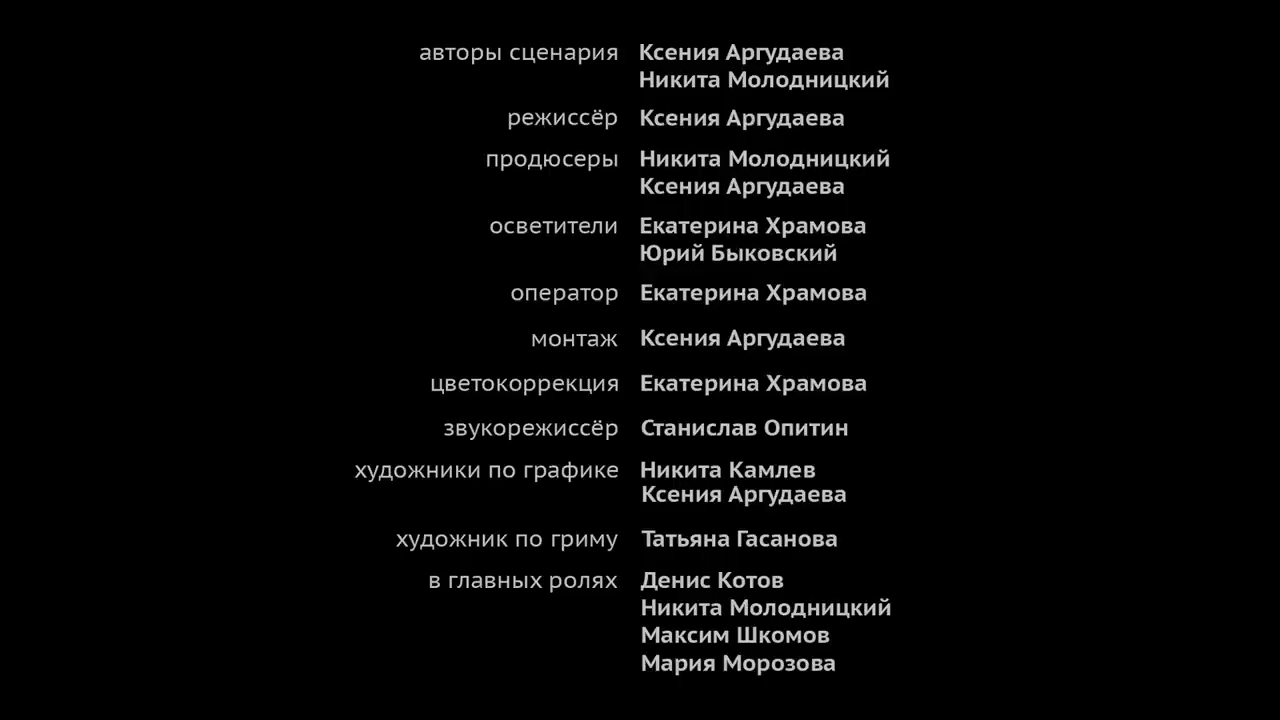 авторы сценария Ксения Аргудаева
Никита Молодницкий
режиссёр Ксения Аргудаева
продюсеры Никита Молодницкий
Ксения Аргудаева
осветители Екатерина Храмова
Юрий Быковский
оператор Екатерина Храмова
монтаж Ксения Аргудаева
цветокоррекция Екатерина Храмова
звукорежиссёр Станислав Опитин
художники по графике Никита Камлев
Ксения Аргудаева
художник по гриму Татьяна Гасанова
в главных ролях Денис Котов
Никита Молодницкий
Максим Шкомов
Мария Морозова